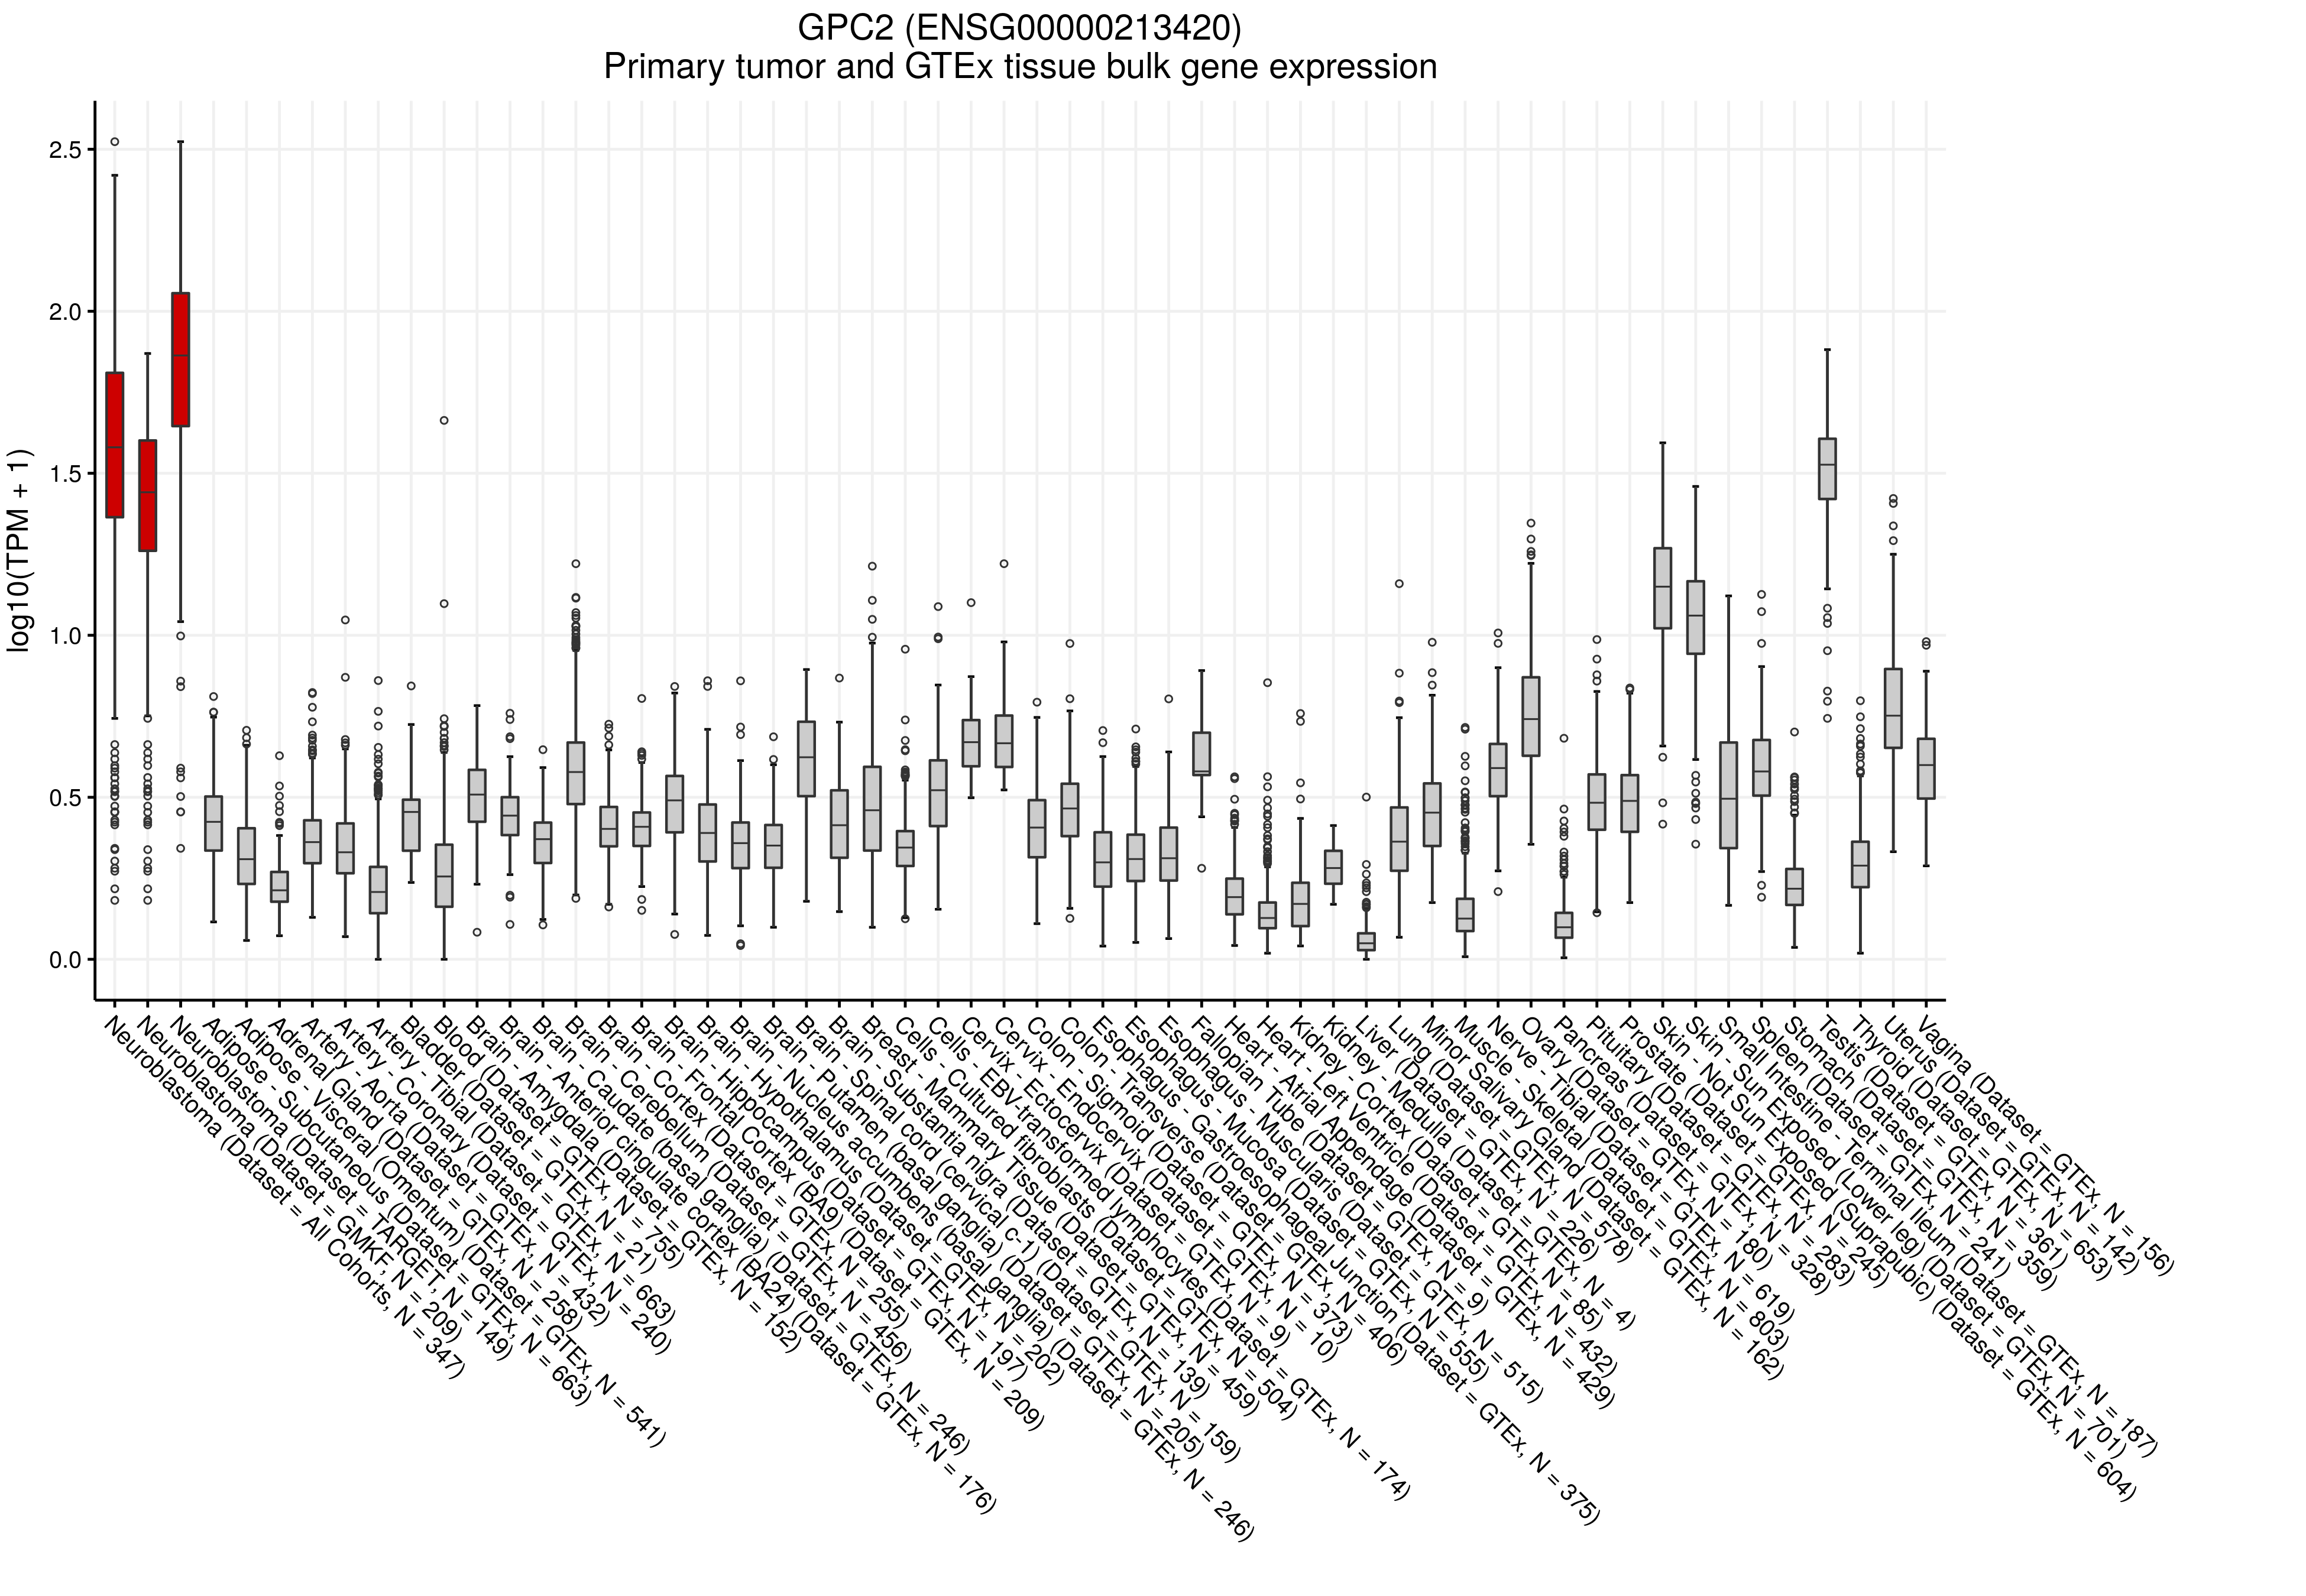 GPC2 (ENSG00000213420)
Primary tumor and GTEx tissue bulk gene expression
log10(TPM + 1)
2.5
2.0
1.5
1.0
0.5
0.0
Neuroblastoma (Dataset = All Cohorts, N = 347)
Neuroblastoma (Dataset = GMKF, N = 209)
Neuroblastoma (Dataset = TARGET, N = 149)
Adipose - Subcutaneous (Dataset = GTEx, N = 663)
Adipose - Visceral (Omentum) (Dataset = GTEx, N = 541)
Adrenal Gland (Dataset = GTEx, N = 258)
Artery - Aorta (Dataset = GTEx, N = 432)
Artery - Coronary (Dataset = GTEx, N = 240)
Artery - Tibial (Dataset = GTEx, N = 663)
Bladder (Dataset = GTEx, N = 21)
Blood (Dataset = GTEx, N = 755)
Brain - Amygdala (Dataset = GTEx, N = 152)
Brain - Anterior cingulate cortex (BA24) (Dataset = GTEx, N = 176)
Brain - Caudate (basal ganglia) (Dataset = GTEx, N = 246)
Brain - Cerebellum (Dataset = GTEx, N = 456)
Brain - Cortex (Dataset = GTEx, N = 255)
Brain - Frontal Cortex (BA9) (Dataset = GTEx, N = 209)
Brain - Hippocampus (Dataset = GTEx, N = 197)
Brain - Hypothalamus (Dataset = GTEx, N = 202)
Brain - Nucleus accumbens (basal ganglia) (Dataset = GTEx, N = 246)
Brain - Putamen (basal ganglia) (Dataset = GTEx, N = 205)
Brain - Spinal cord (cervical c-1) (Dataset = GTEx, N = 159)
Brain - Substantia nigra (Dataset = GTEx, N = 139)
Breast - Mammary Tissue (Dataset = GTEx, N = 459)
Cells - Cultured fibroblasts (Dataset = GTEx, N = 504)
Cells - EBV-transformed lymphocytes (Dataset = GTEx, N = 174)
Cervix - Ectocervix (Dataset = GTEx, N = 9)
Cervix - Endocervix (Dataset = GTEx, N = 10)
Colon - Sigmoid (Dataset = GTEx, N = 373)
Colon - Transverse (Dataset = GTEx, N = 406)
Esophagus - Gastroesophageal Junction (Dataset = GTEx, N = 375)
Esophagus - Mucosa (Dataset = GTEx, N = 555)
Esophagus - Muscularis (Dataset = GTEx, N = 515)
Fallopian Tube (Dataset = GTEx, N = 9)
Heart - Atrial Appendage (Dataset = GTEx, N = 429)
Heart - Left Ventricle (Dataset = GTEx, N = 432)
Kidney - Cortex (Dataset = GTEx, N = 85)
Kidney - Medulla (Dataset = GTEx, N = 4)
Liver (Dataset = GTEx, N = 226)
Lung (Dataset = GTEx, N = 578)
Minor Salivary Gland (Dataset = GTEx, N = 162)
Muscle - Skeletal (Dataset = GTEx, N = 803)
Nerve - Tibial (Dataset = GTEx, N = 619)
Ovary (Dataset = GTEx, N = 180)
Pancreas (Dataset = GTEx, N = 328)
Pituitary (Dataset = GTEx, N = 283)
Prostate (Dataset = GTEx, N = 245)
Skin - Not Sun Exposed (Suprapubic) (Dataset = GTEx, N = 604)
Skin - Sun Exposed (Lower leg) (Dataset = GTEx, N = 701)
Small Intestine - Terminal Ileum (Dataset = GTEx, N = 187)
Spleen (Dataset = GTEx, N = 241)
Stomach (Dataset = GTEx, N = 359)
Testis (Dataset = GTEx, N = 361)
Thyroid (Dataset = GTEx, N = 653)
Uterus (Dataset = GTEx, N = 142)
Vagina (Dataset = GTEx, N = 156)